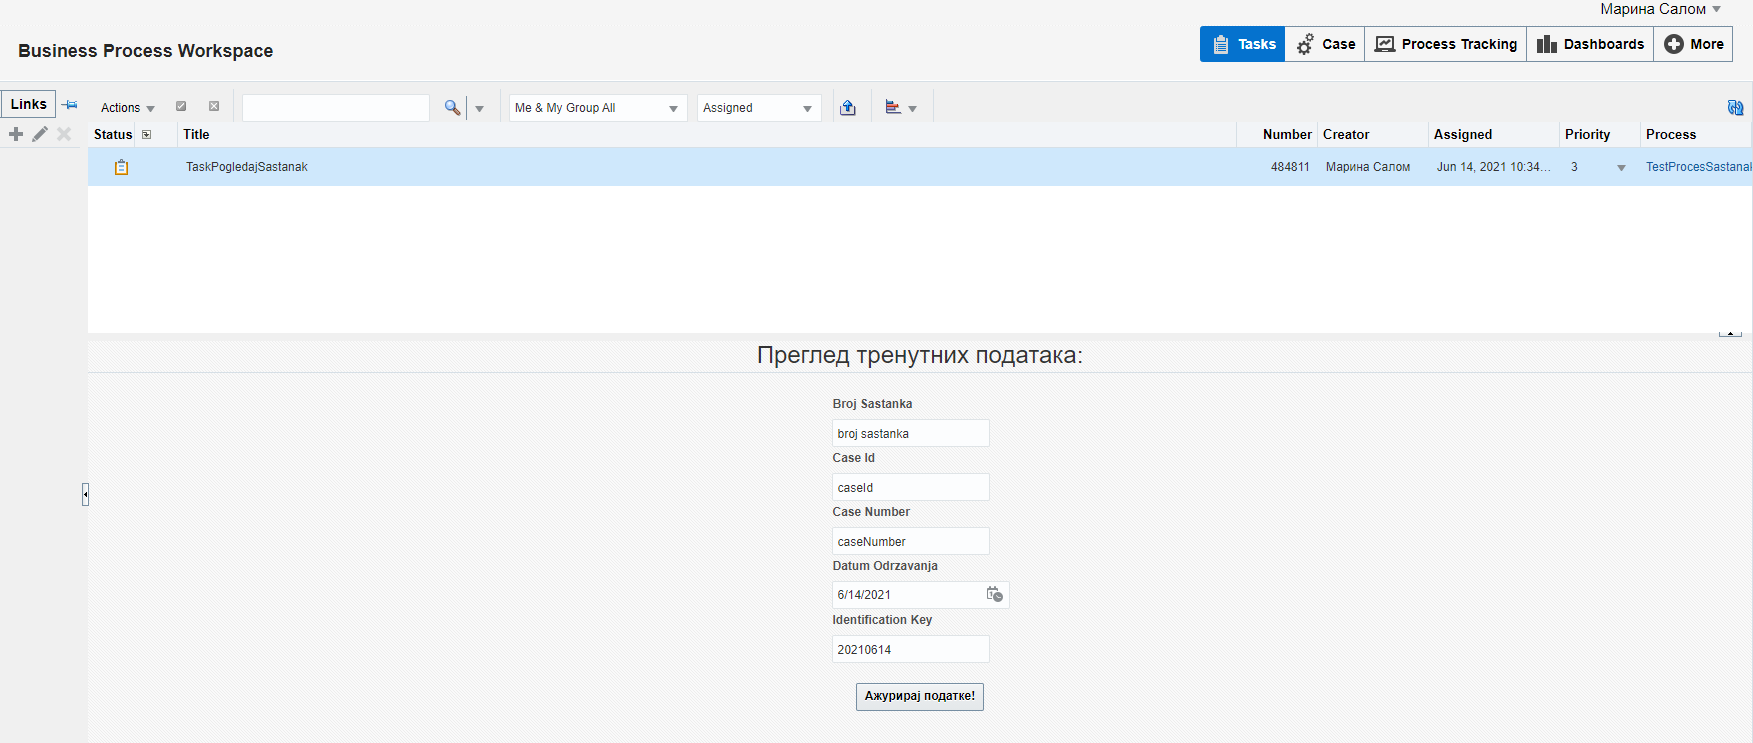 Марина Салом
Business Process Workspace
Tasks Case Process Tracking Dashboards More
Links Actions Me & My Group All Assigned
Status Title Number Creator Assigned Priority Process
TaskPogledajSastanak 484811 Марина Салом Jun 14, 2021 10:34... 3 TestProcesSastanak
Преглед тренутних података:
Broj Sastanka
broj sastanka
Case Id
caseId
Case Number
caseNumber
Datum Odrzavanja
6/14/2021
Identification Key
20210614
Ажурирај податке!